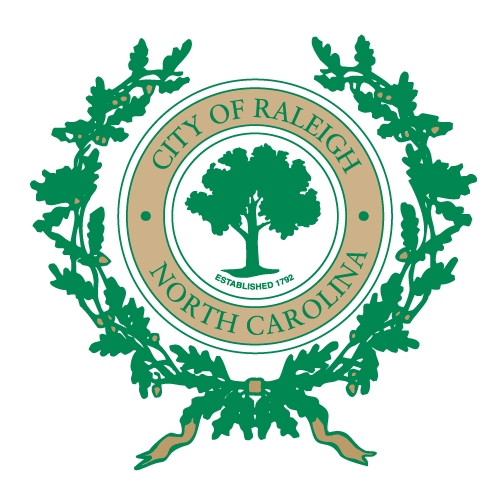 CITY OF RALEIGH
ESTABLISHED 1792
NORTH CAROLINA